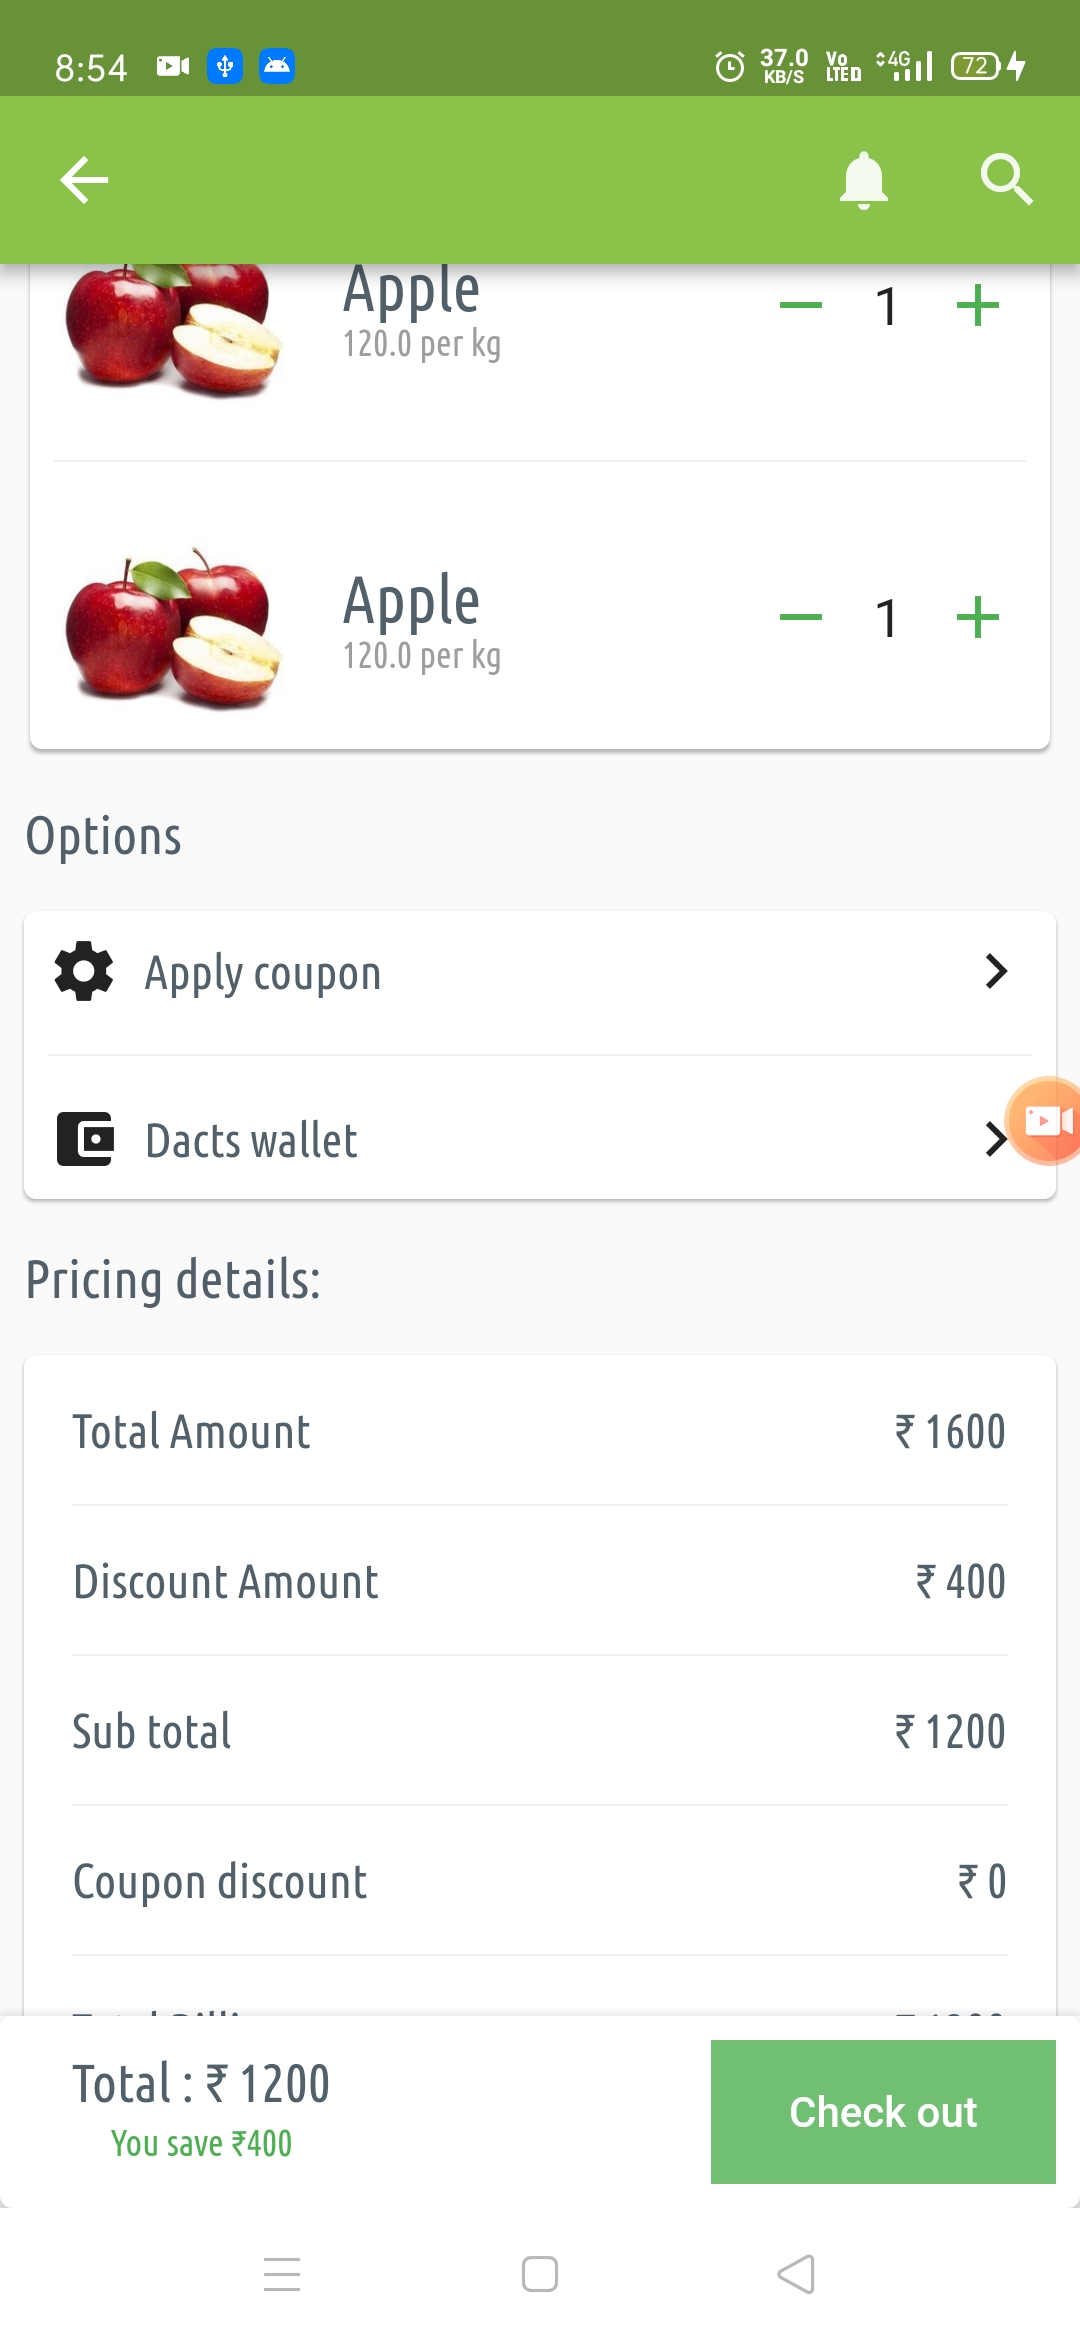 8:54 37.0 KB/S Vo LTE 4G 72
Apple
120.0 per kg
1
Apple
120.0 per kg
1
Options
Apply coupon
Dacts wallet
Pricing details:
Total Amount ₹ 1600
Discount Amount ₹ 400
Sub total ₹ 1200
Coupon discount ₹ 0
Total : ₹ 1200
You save ₹400
Check out